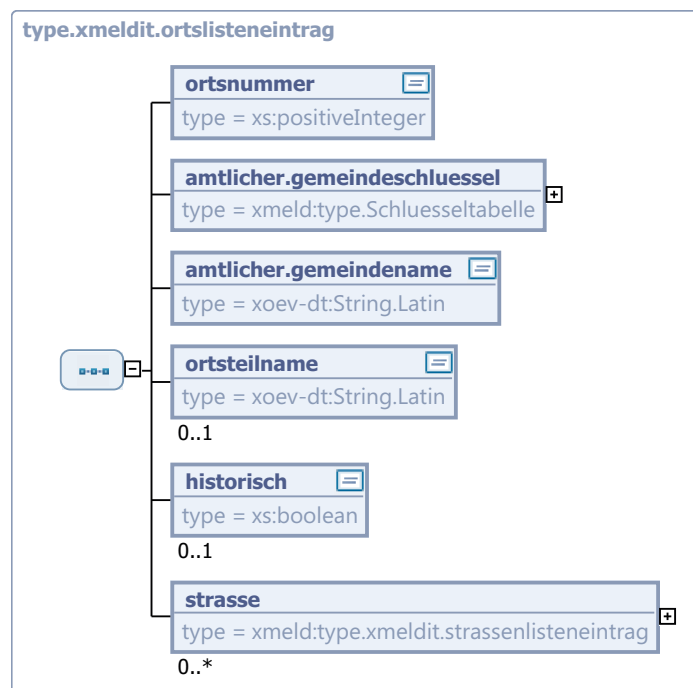 type.xmeldit.ortslisteneintrag
ortsnummer
type = xs:positiveInteger
amtlicher.gemeindeschluessel
type = xmeld:type.Schluesseltabelle
amtlicher.gemeindename
type = xoev-dt:String.Latin
ortsteilname
type = xoev-dt:String.Latin
0..1
historisch
type = xs:boolean
0..1
strasse
type = xmeld:type.xmeldit.strassenlisteneintrag
0..*